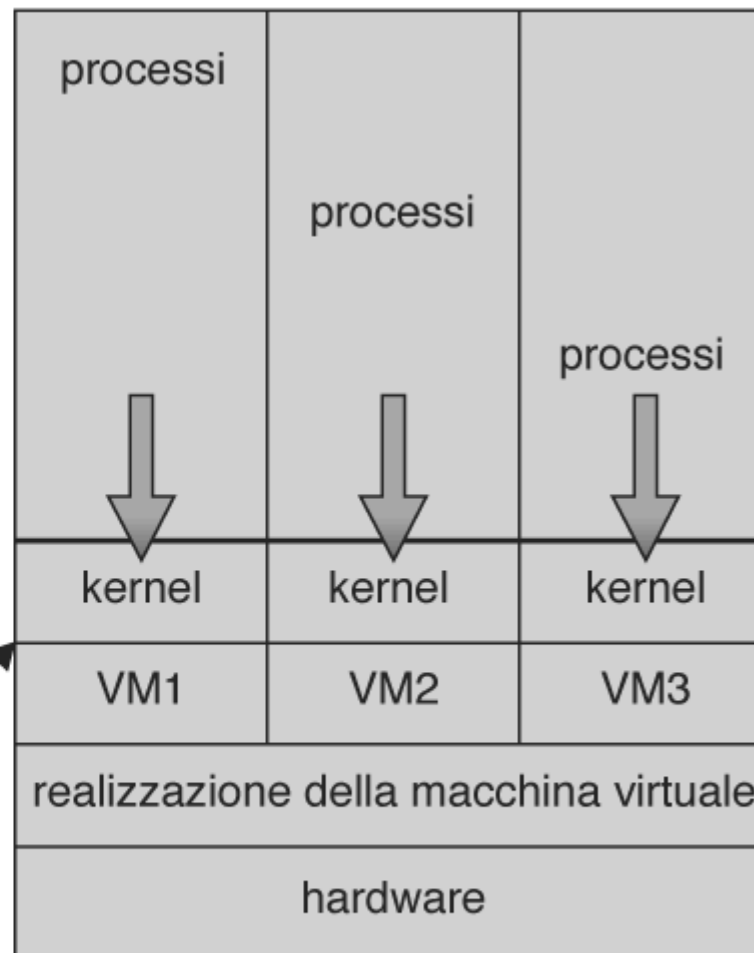 processi
processi
processi
kernel kernel kernel
VM1 VM2 VM3
realizzazione della macchina virtuale
hardware